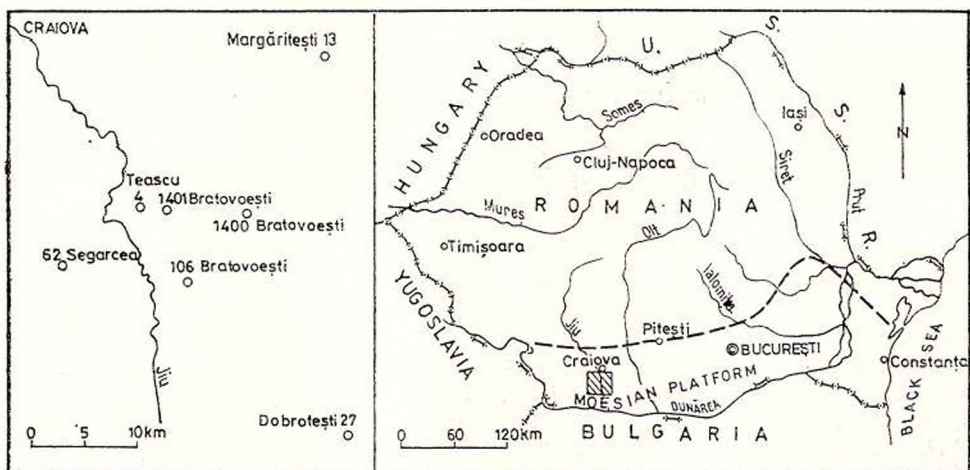 CRAIOVA
Margăritești 13
Teascu
4
1401 Bratovoești
1400 Bratovoești
62 Segarcea
106 Bratovoești
Jiu
Dobrotești 27
0 5 10km
U. S. S. R.
HUNGARY
Someș
Iași
N
Oradea
Cluj-Napoca
Siret
Mureș
ROMANIA
Prut
Olt
Timișoara
YUGOSLAVIA
Ialomița
Jiu
Pitești
Craiova
BUCUREȘTI
Constanța
MOESIAN PLATFORM
DUNĂREA
BLACK SEA
0 60 120km
BULGARIA